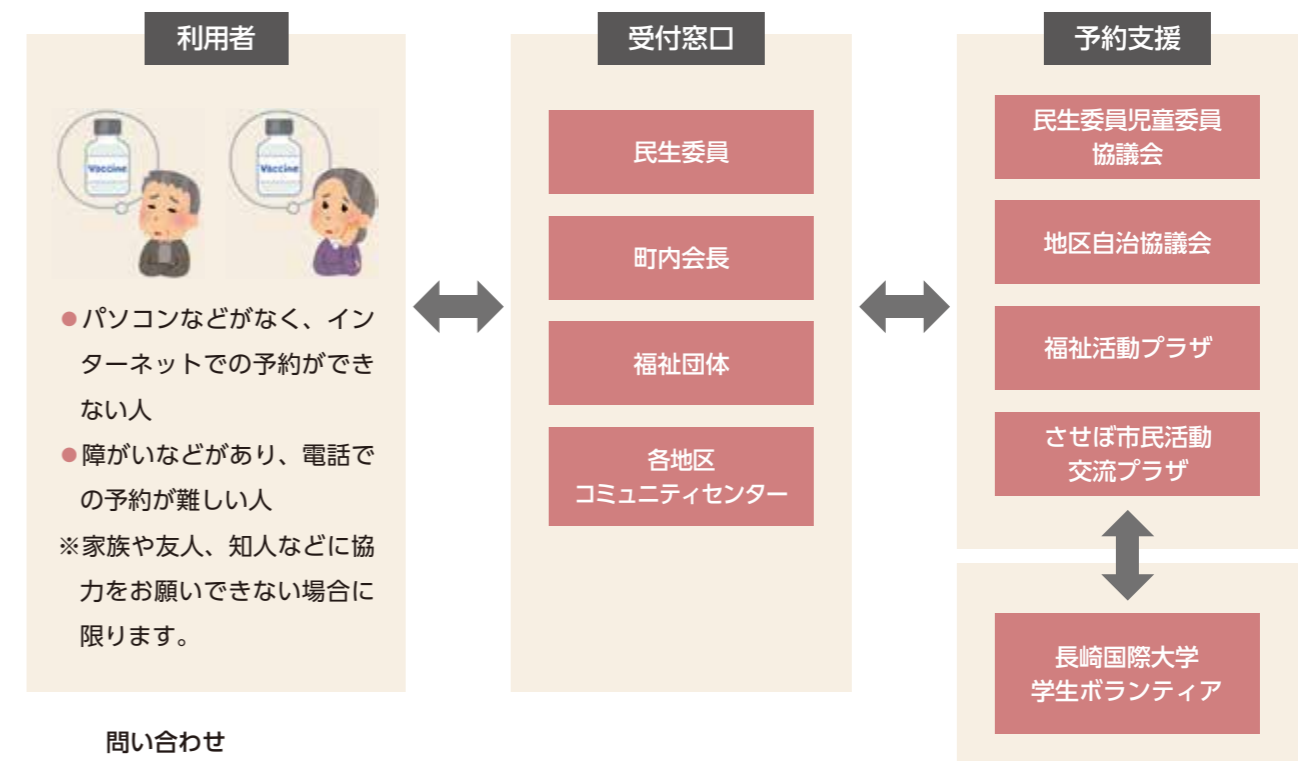 利用者
Vaccine
Vaccine
●パソコンなどがなく、イン
ターネットでの予約ができ
ない人
●障がいなどがあり、電話で
の予約が難しい人
※家族や友人、知人などに協
力をお願いできない場合に
限ります。
受付窓口
民生委員
町内会長
福祉団体
各地区
コミュニティセンター
予約支援
民生委員児童委員
協議会
地区自治協議会
福祉活動プラザ
させぼ市民活動
交流プラザ
長崎国際大学
学生ボランティア
問い合わせ